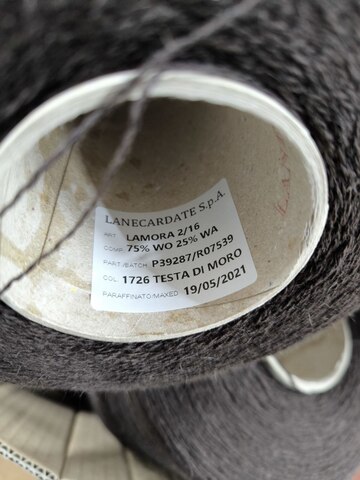 LANECARDATE S.p.A.
ART. LAMORA 2/16
COMP. 75% WO 25% WA
PART./BATCH P39287/R07539
COL. 1726 TESTA DI MORO
PARAFFINATO/WAXED 19/05/2021